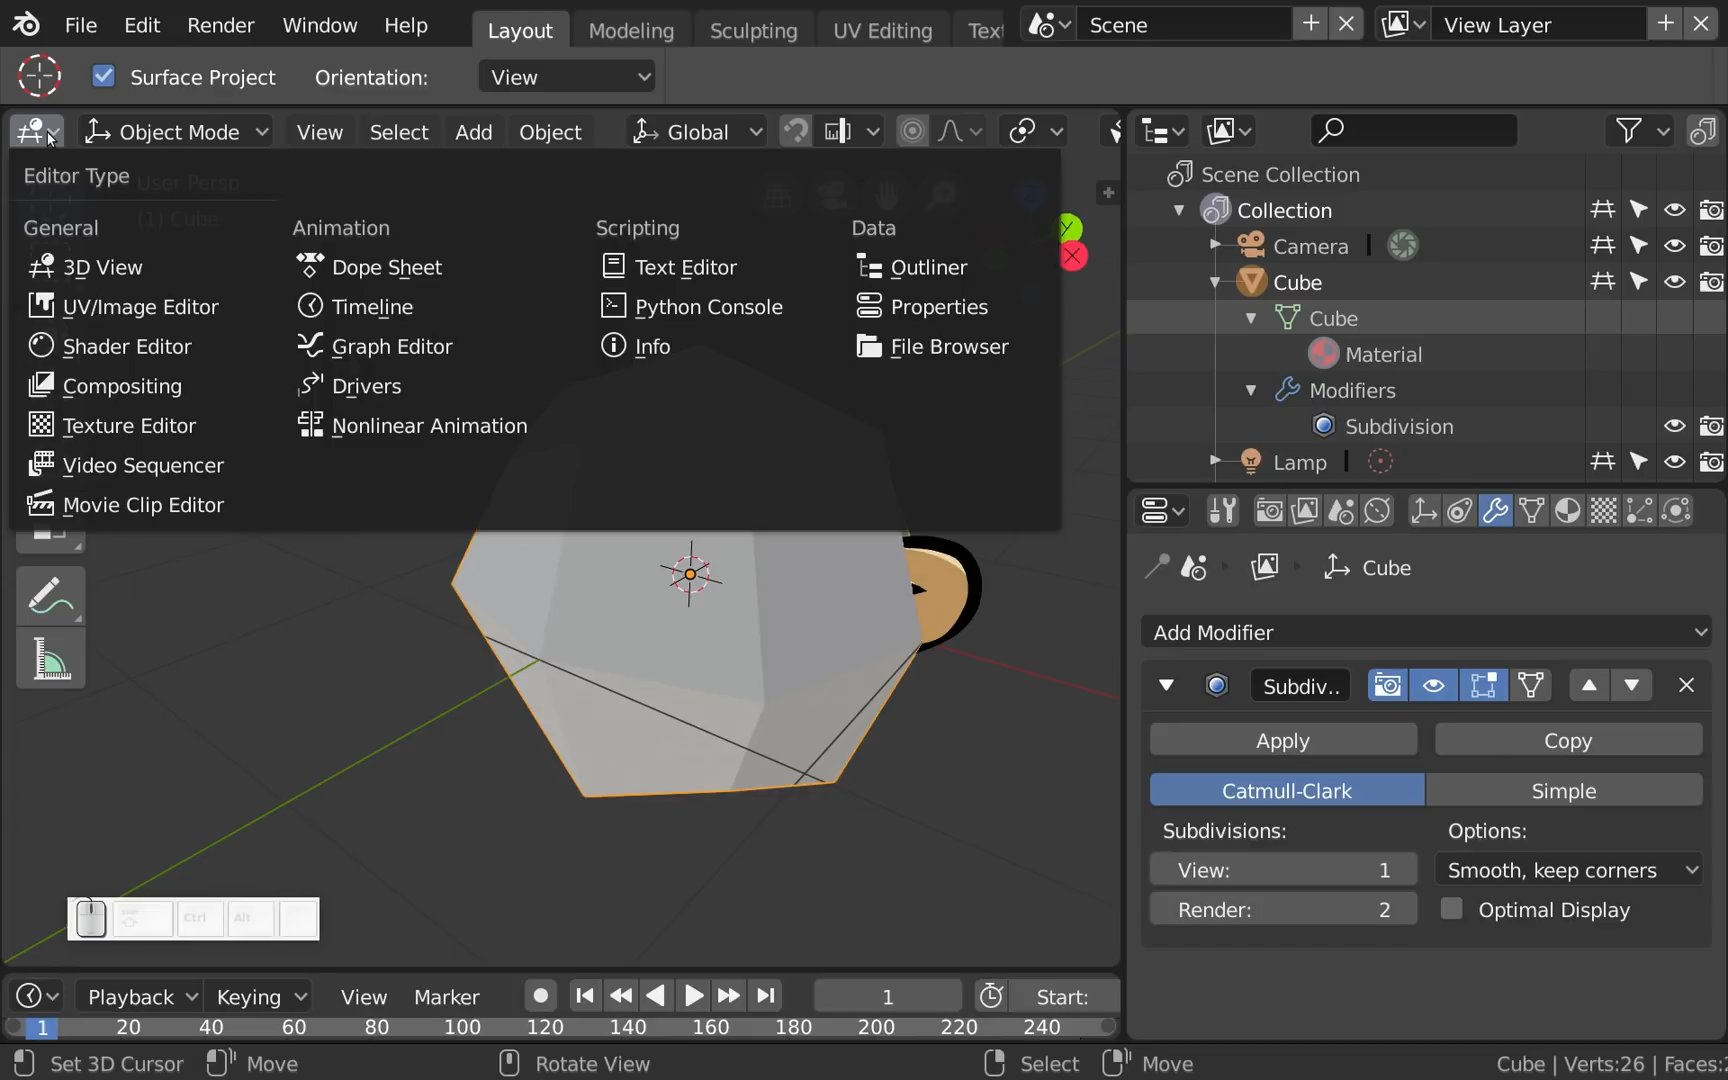 File Edit Render Window Help Layout Modeling Sculpting UV Editing Scene View Layer
Surface Project Orientation: View
Object Mode View Select Add Object Global
Editor Type
User Persp
(1) Cube
General Animation Scripting Data
3D View Dope Sheet Text Editor Outliner
UV/Image Editor Timeline Python Console Properties
Shader Editor Graph Editor Info File Browser
Compositing Drivers
Texture Editor Nonlinear Animation
Video Sequencer
Movie Clip Editor
Y
X
Scene Collection
Collection
Camera
Cube
Cube
Material
Modifiers
Subdivision
Lamp
Cube
Add Modifier
Subdiv..
Apply Copy
Catmull-Clark Simple
Subdivisions: Options:
View: 1 Smooth, keep corners
Render: 2 Optimal Display
Ctrl Alt
Playback Keying View Marker 1 Start:
1 20 40 60 80 100 120 140 160 180 200 220 240
Set 3D Cursor Move Rotate View Select Move Cube | Verts:26 | Faces: